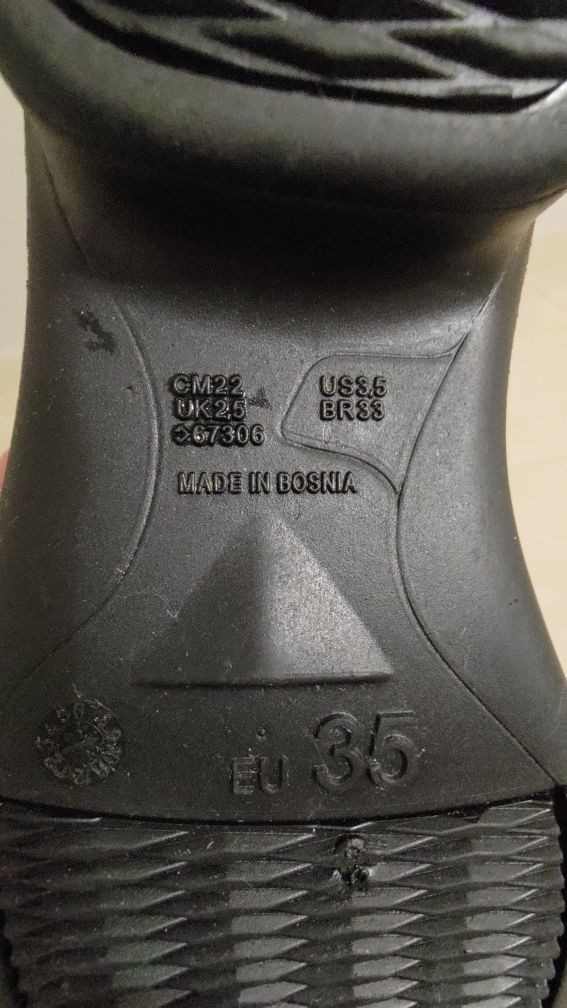 CM22
UK2,5
67306
US3,5
BR33
MADE IN BOSNIA
EU 35